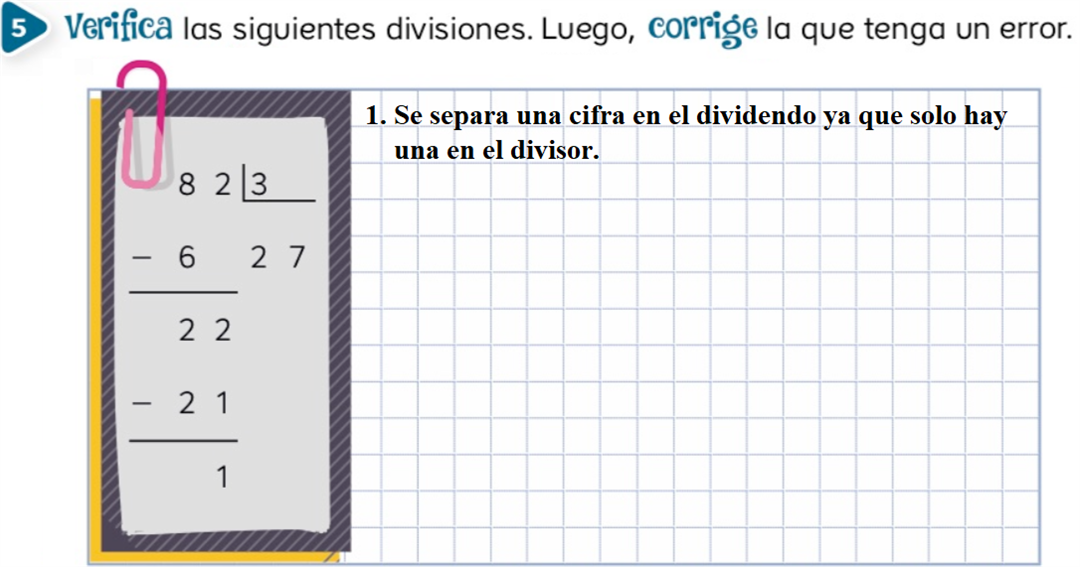 5 Verifica las siguientes divisiones. Luego, corrige la que tenga un error.
1. Se separa una cifra en el dividendo ya que solo hay
una en el divisor.
8 2 3
− 6 2 7
2 2
− 2 1
1